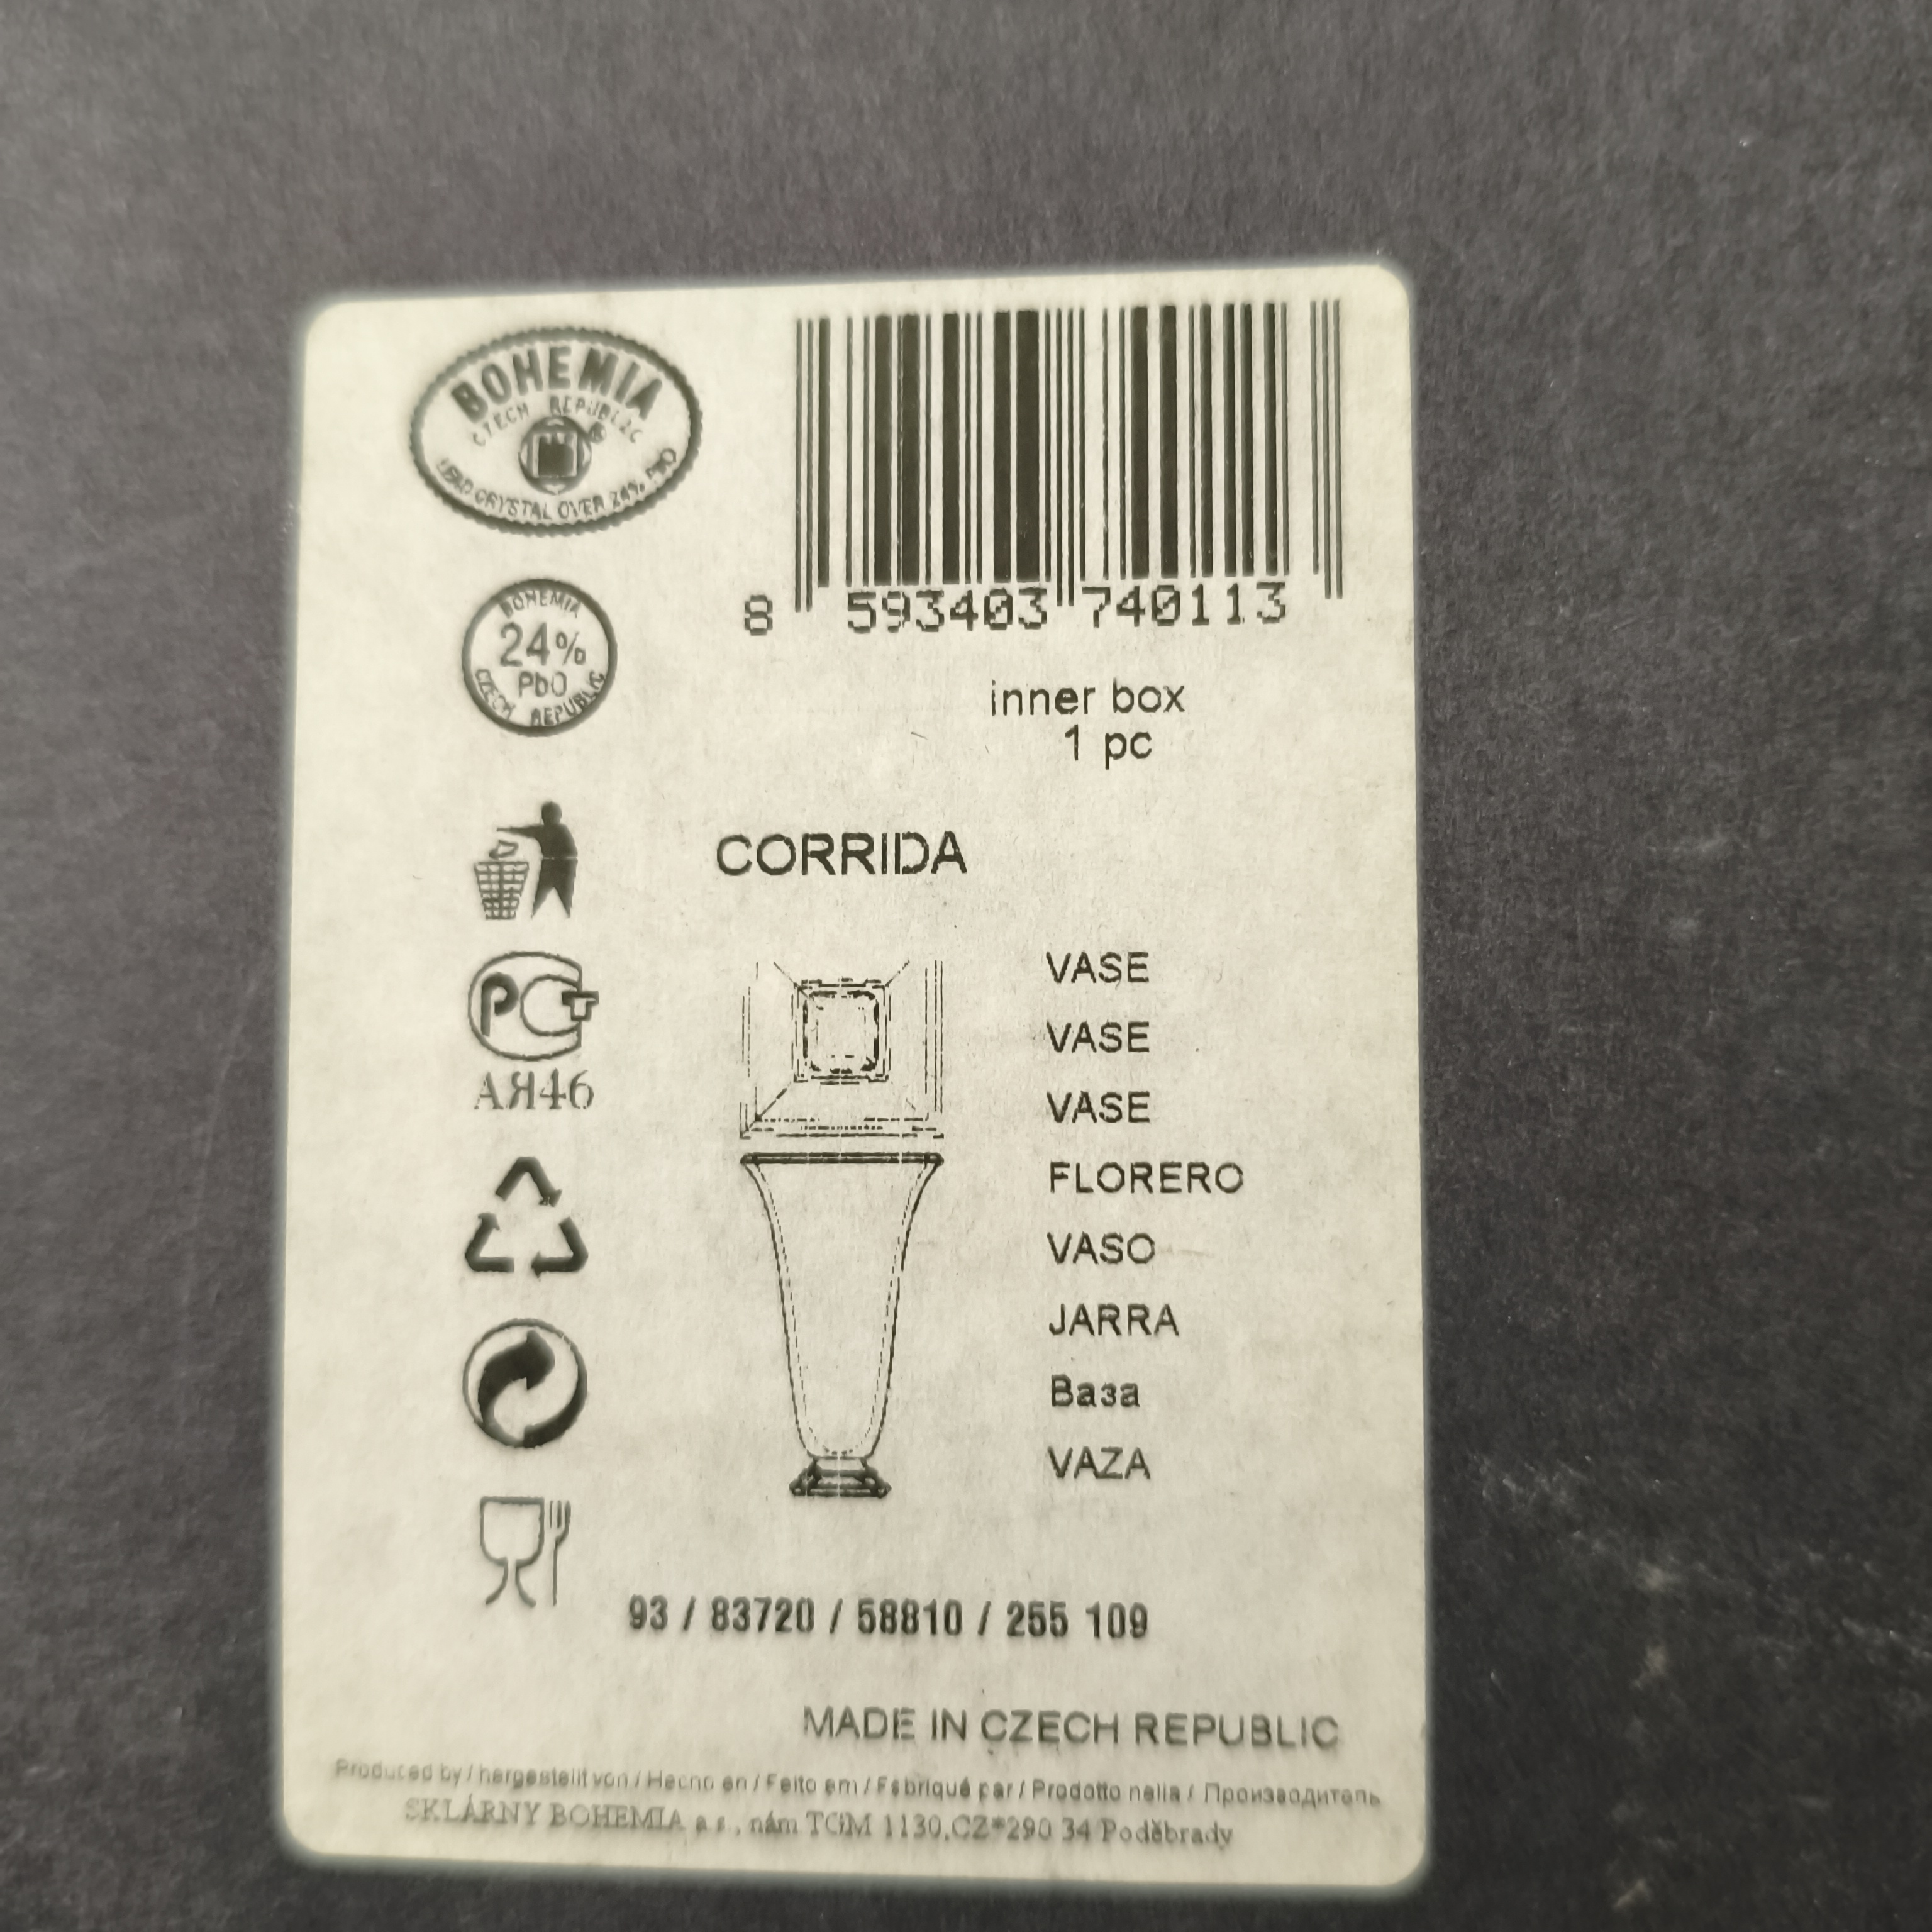 BOHEMIA
CZECH REPUBLIC
®
LEAD CRYSTAL OVER 24% PbO
8 593403 740113
BOHEMIA
24%
PbO
CZECH REPUBLIC
inner box
1 pc
CORRIDA
РСТ
АЯ46
VASE
VASE
VASE
FLORERO
VASO
JARRA
Ваза
VAZA
93 / 83720 / 58810 / 255 109
MADE IN CZECH REPUBLIC
Produced by / hergestellt von / Hecho en / Feito em / Fabriqué par / Prodotto nella / Производитель
SKLÁRNY BOHEMIA a.s., nám TGM 1130,CZ*290 34 Poděbrady